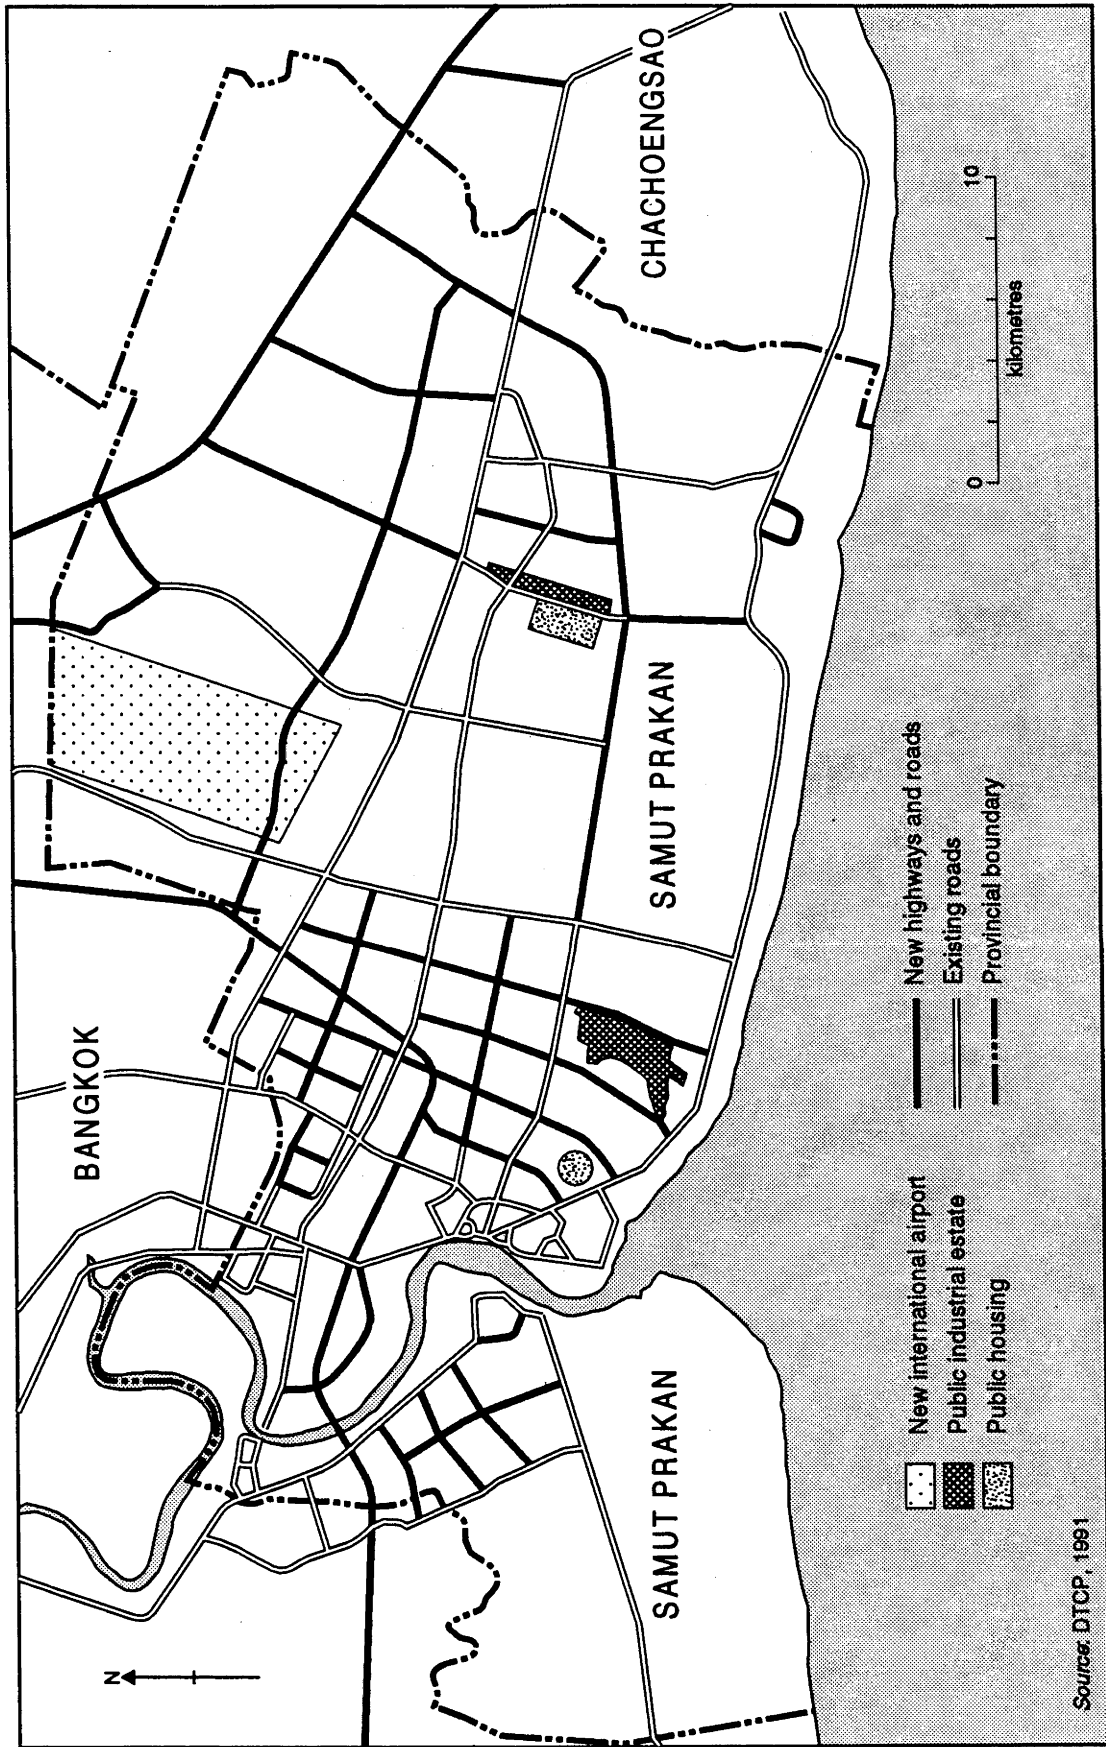 N
BANGKOK
CHACHOENGSAO
SAMUT PRAKAN
SAMUT PRAKAN
New international airport
Public industrial estate
Public housing
New highways and roads
Existing roads
Provincial boundary
0
10
kilometres
Source: DTCP, 1991